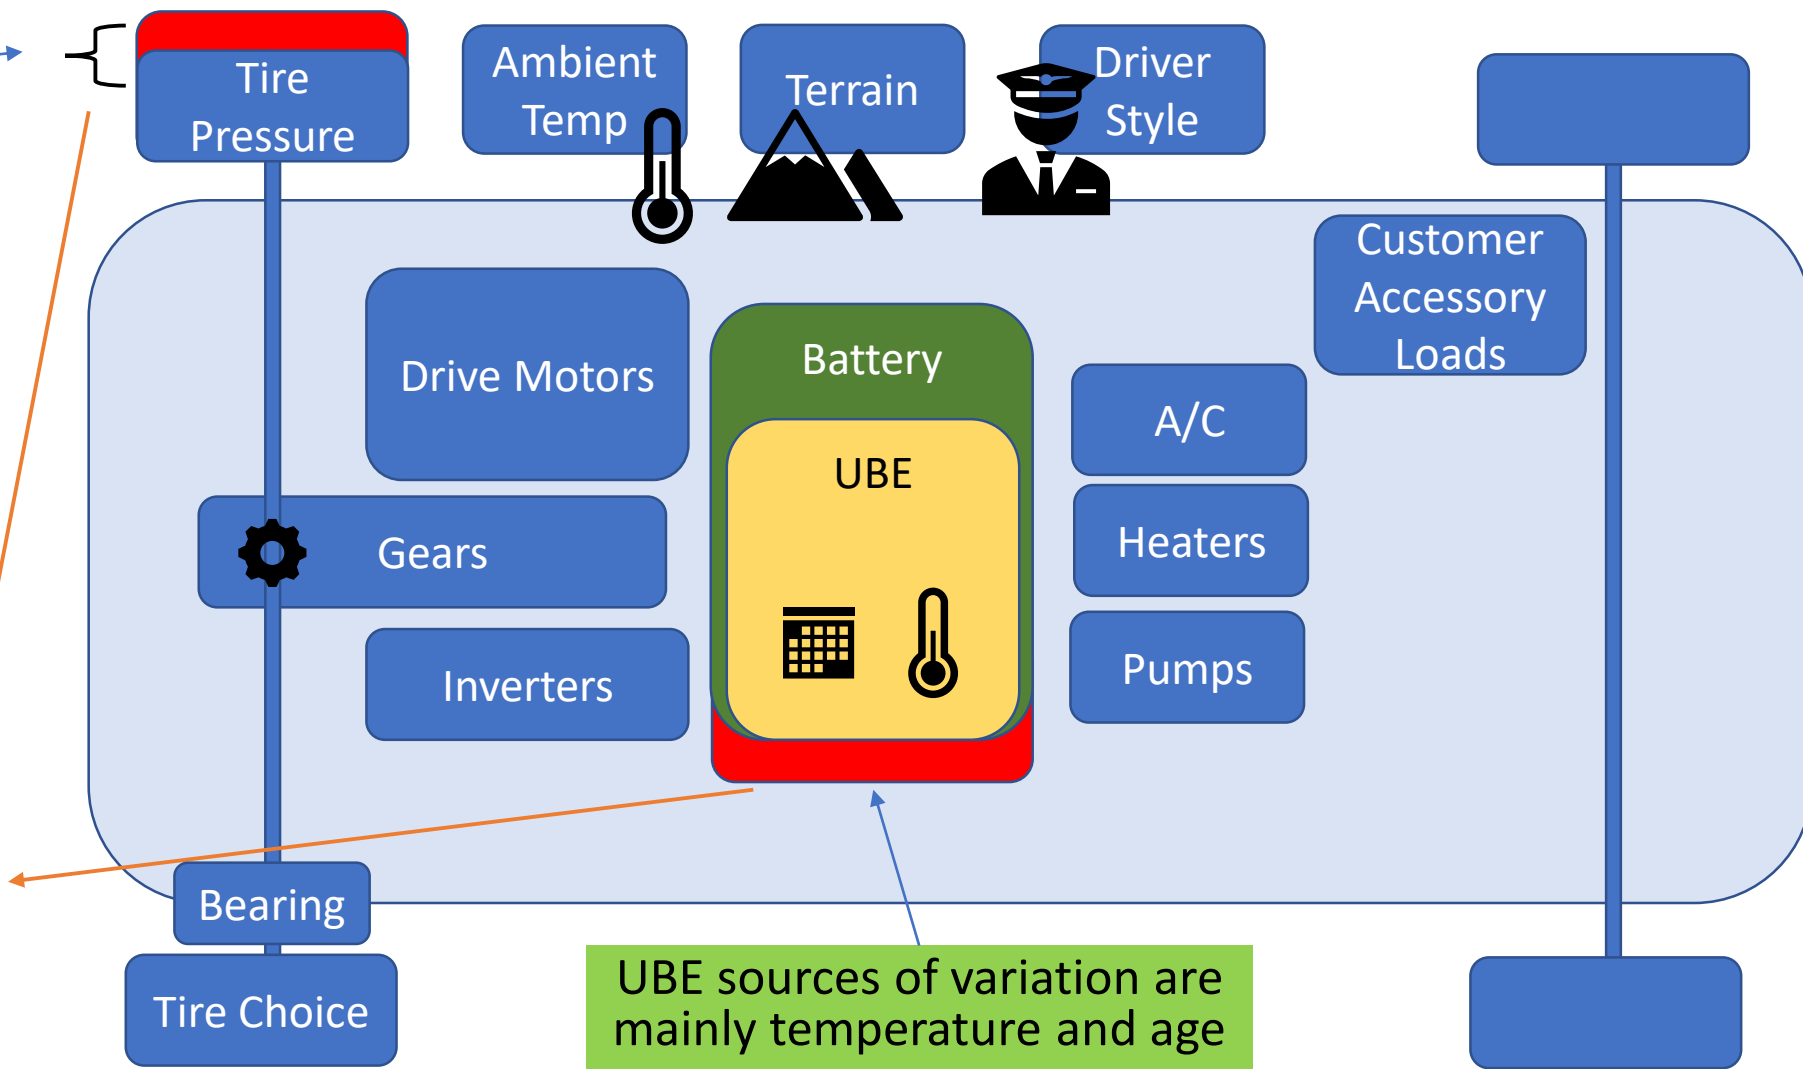 Tire
Pressure
Ambient
Temp
Terrain
Driver
Style
Customer
Accessory
Loads
Drive Motors
Battery
A/C
UBE
Gears
Heaters
Inverters
Pumps
Bearing
Tire Choice
UBE sources of variation are
mainly temperature and age